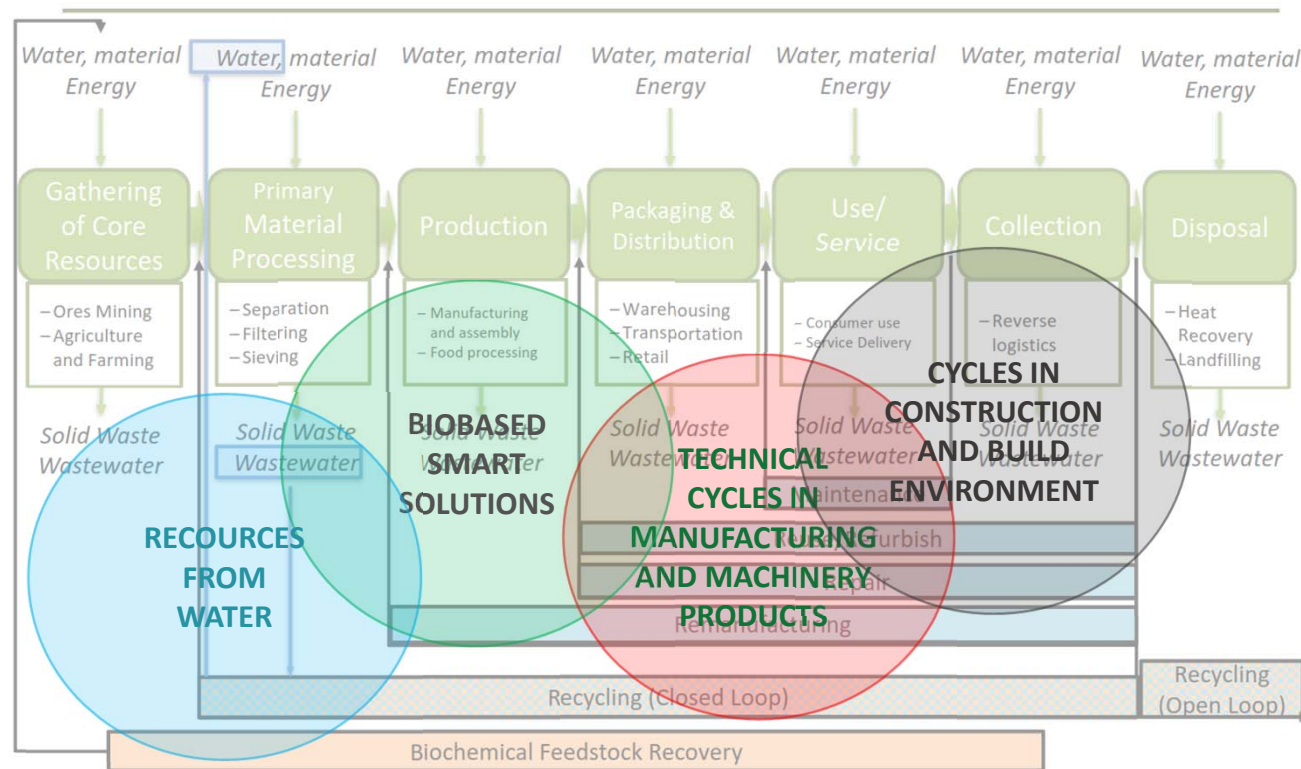 Water, material
Energy
Water, material
Energy
Water, material
Energy
Water, material
Energy
Water, material
Energy
Water, material
Energy
Water, material
Energy
Gathering
of Core
Resources
Primary
Material
Processing
Production
Packaging &
Distribution
Use/
Service
Collection
Disposal
– Ores Mining
– Agriculture
and Farming
– Separation
– Filtering
– Sieving
– Manufacturing
and assembly
– Food processing
– Warehousing
– Transportation
– Retail
– Consumer use
– Service Delivery
– Reverse
logistics
– Heat
Recovery
– Landfilling
Solid Waste
Wastewater
Solid Waste
Wastewater
Solid Waste
Wastewater
Solid Waste
Wastewater
Solid Waste
Wastewater
Solid Waste
Wastewater
Solid Waste
Wastewater
RECOURCES
FROM
WATER
BIOBASED
SMART
SOLUTIONS
TECHNICAL
CYCLES IN
MANUFACTURING
AND MACHINERY
PRODUCTS
CYCLES IN
CONSTRUCTION
AND BUILD
ENVIRONMENT
Maintenance
Reuse/Refurbish
Repair
Remanufacturing
Recycling (Closed Loop)
Recycling
(Open Loop)
Biochemical Feedstock Recovery